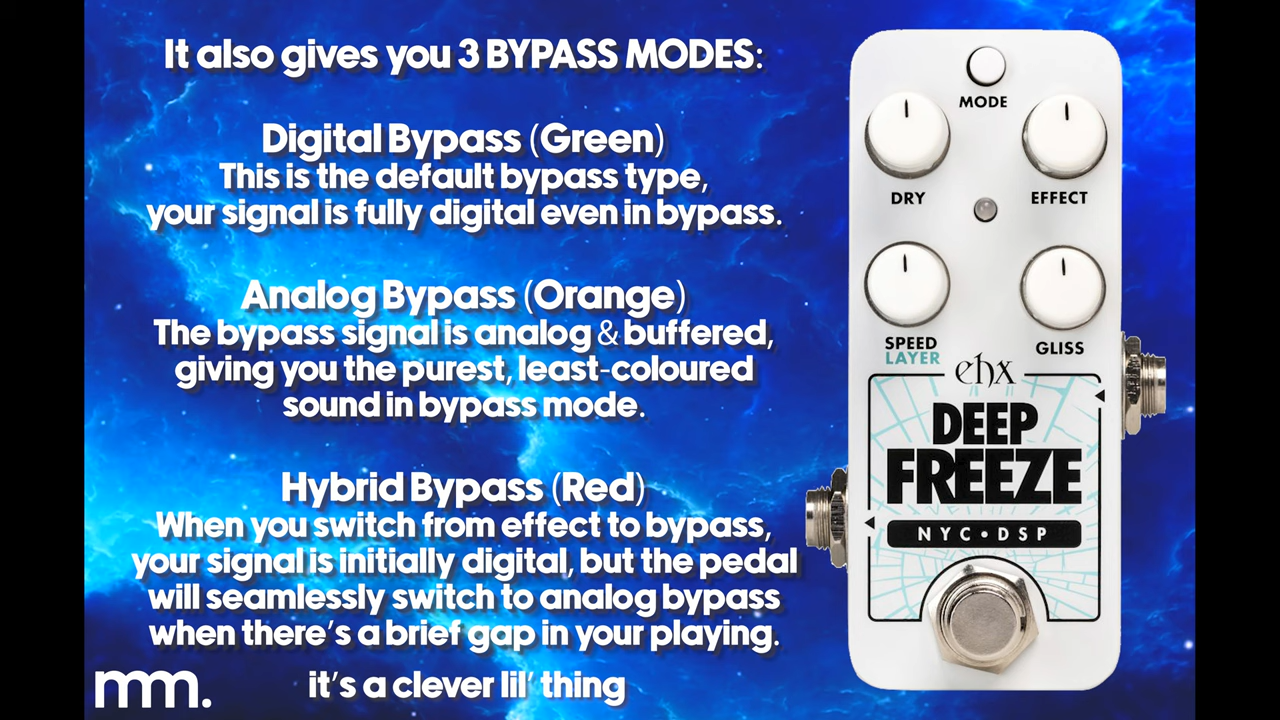 It also gives you 3 BYPASS MODES:
Digital Bypass (Green)
This is the default bypass type,
your signal is fully digital even in bypass.
Analog Bypass (Orange)
The bypass signal is analog & buffered,
giving you the purest, least-coloured
sound in bypass mode.
Hybrid Bypass (Red)
When you switch from effect to bypass,
your signal is initially digital, but the pedal
will seamlessly switch to analog bypass
when there's a brief gap in your playing.
it's a clever lil' thing
mm.
MODE
DRY
EFFECT
SPEED
LAYER
GLISS
ehx
DEEP
FREEZE
NYC•DSP